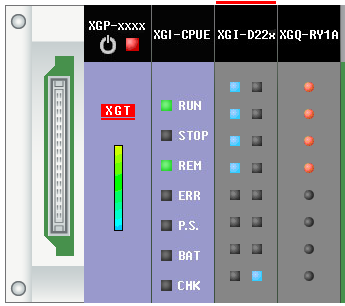 XGP-xxxx
XGI-CPUE
XGI-D22x
XGQ-RY1A
XGT
RUN
STOP
REM
ERR
P.S.
BAT
CHK